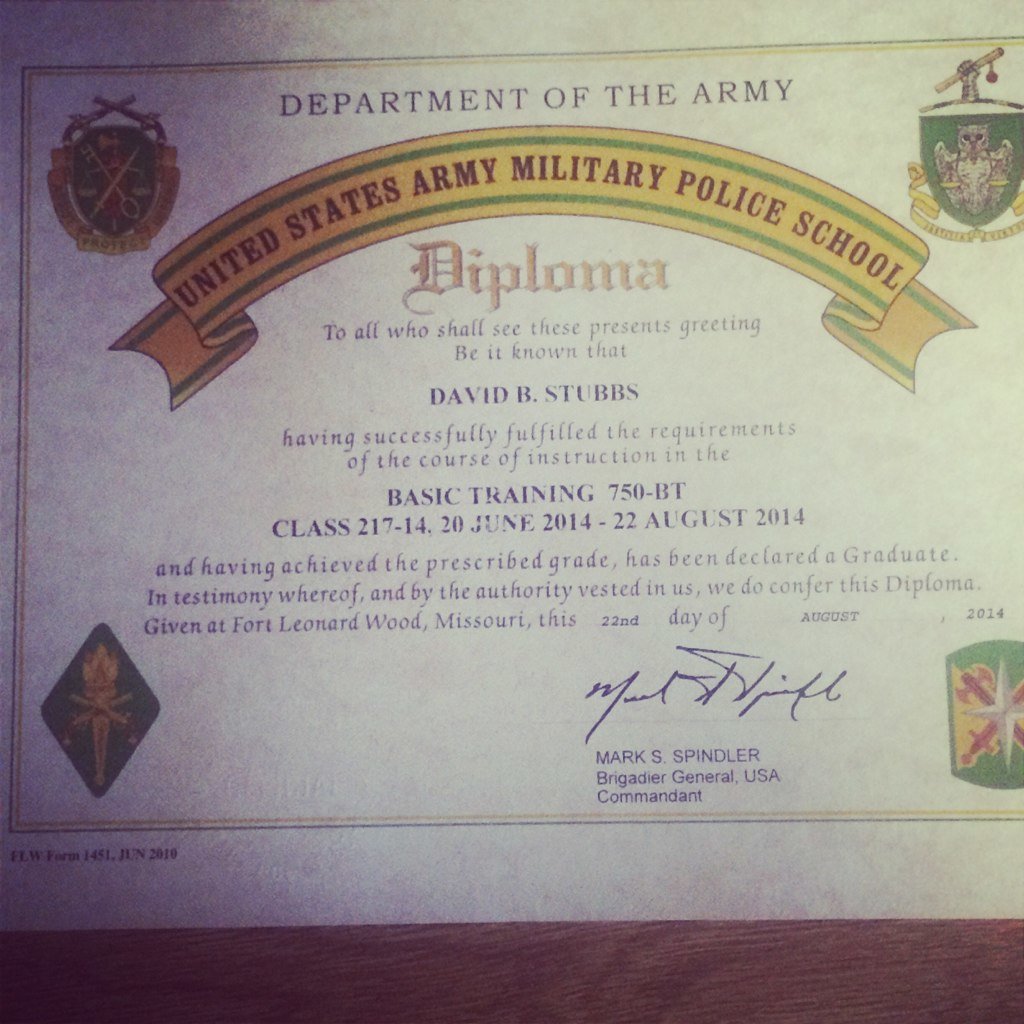 DEPARTMENT OF THE ARMY
UNITED STATES ARMY MILITARY POLICE SCHOOL
Diploma
To all who shall see these presents greeting
Be it known that
DAVID B. STUBBS
having successfully fulfilled the requirements
of the course of instruction in the
BASIC TRAINING 750-BT
CLASS 217-14, 20 JUNE 2014 - 22 AUGUST 2014
and having achieved the prescribed grade, has been declared a Graduate.
In testimony whereof, and by the authority vested in us, we do confer this Diploma.
Given at Fort Leonard Wood, Missouri, this 22nd day of AUGUST , 2014
MARK S. SPINDLER
Brigadier General, USA
Commandant
FLW Form 1451, JUN 2010